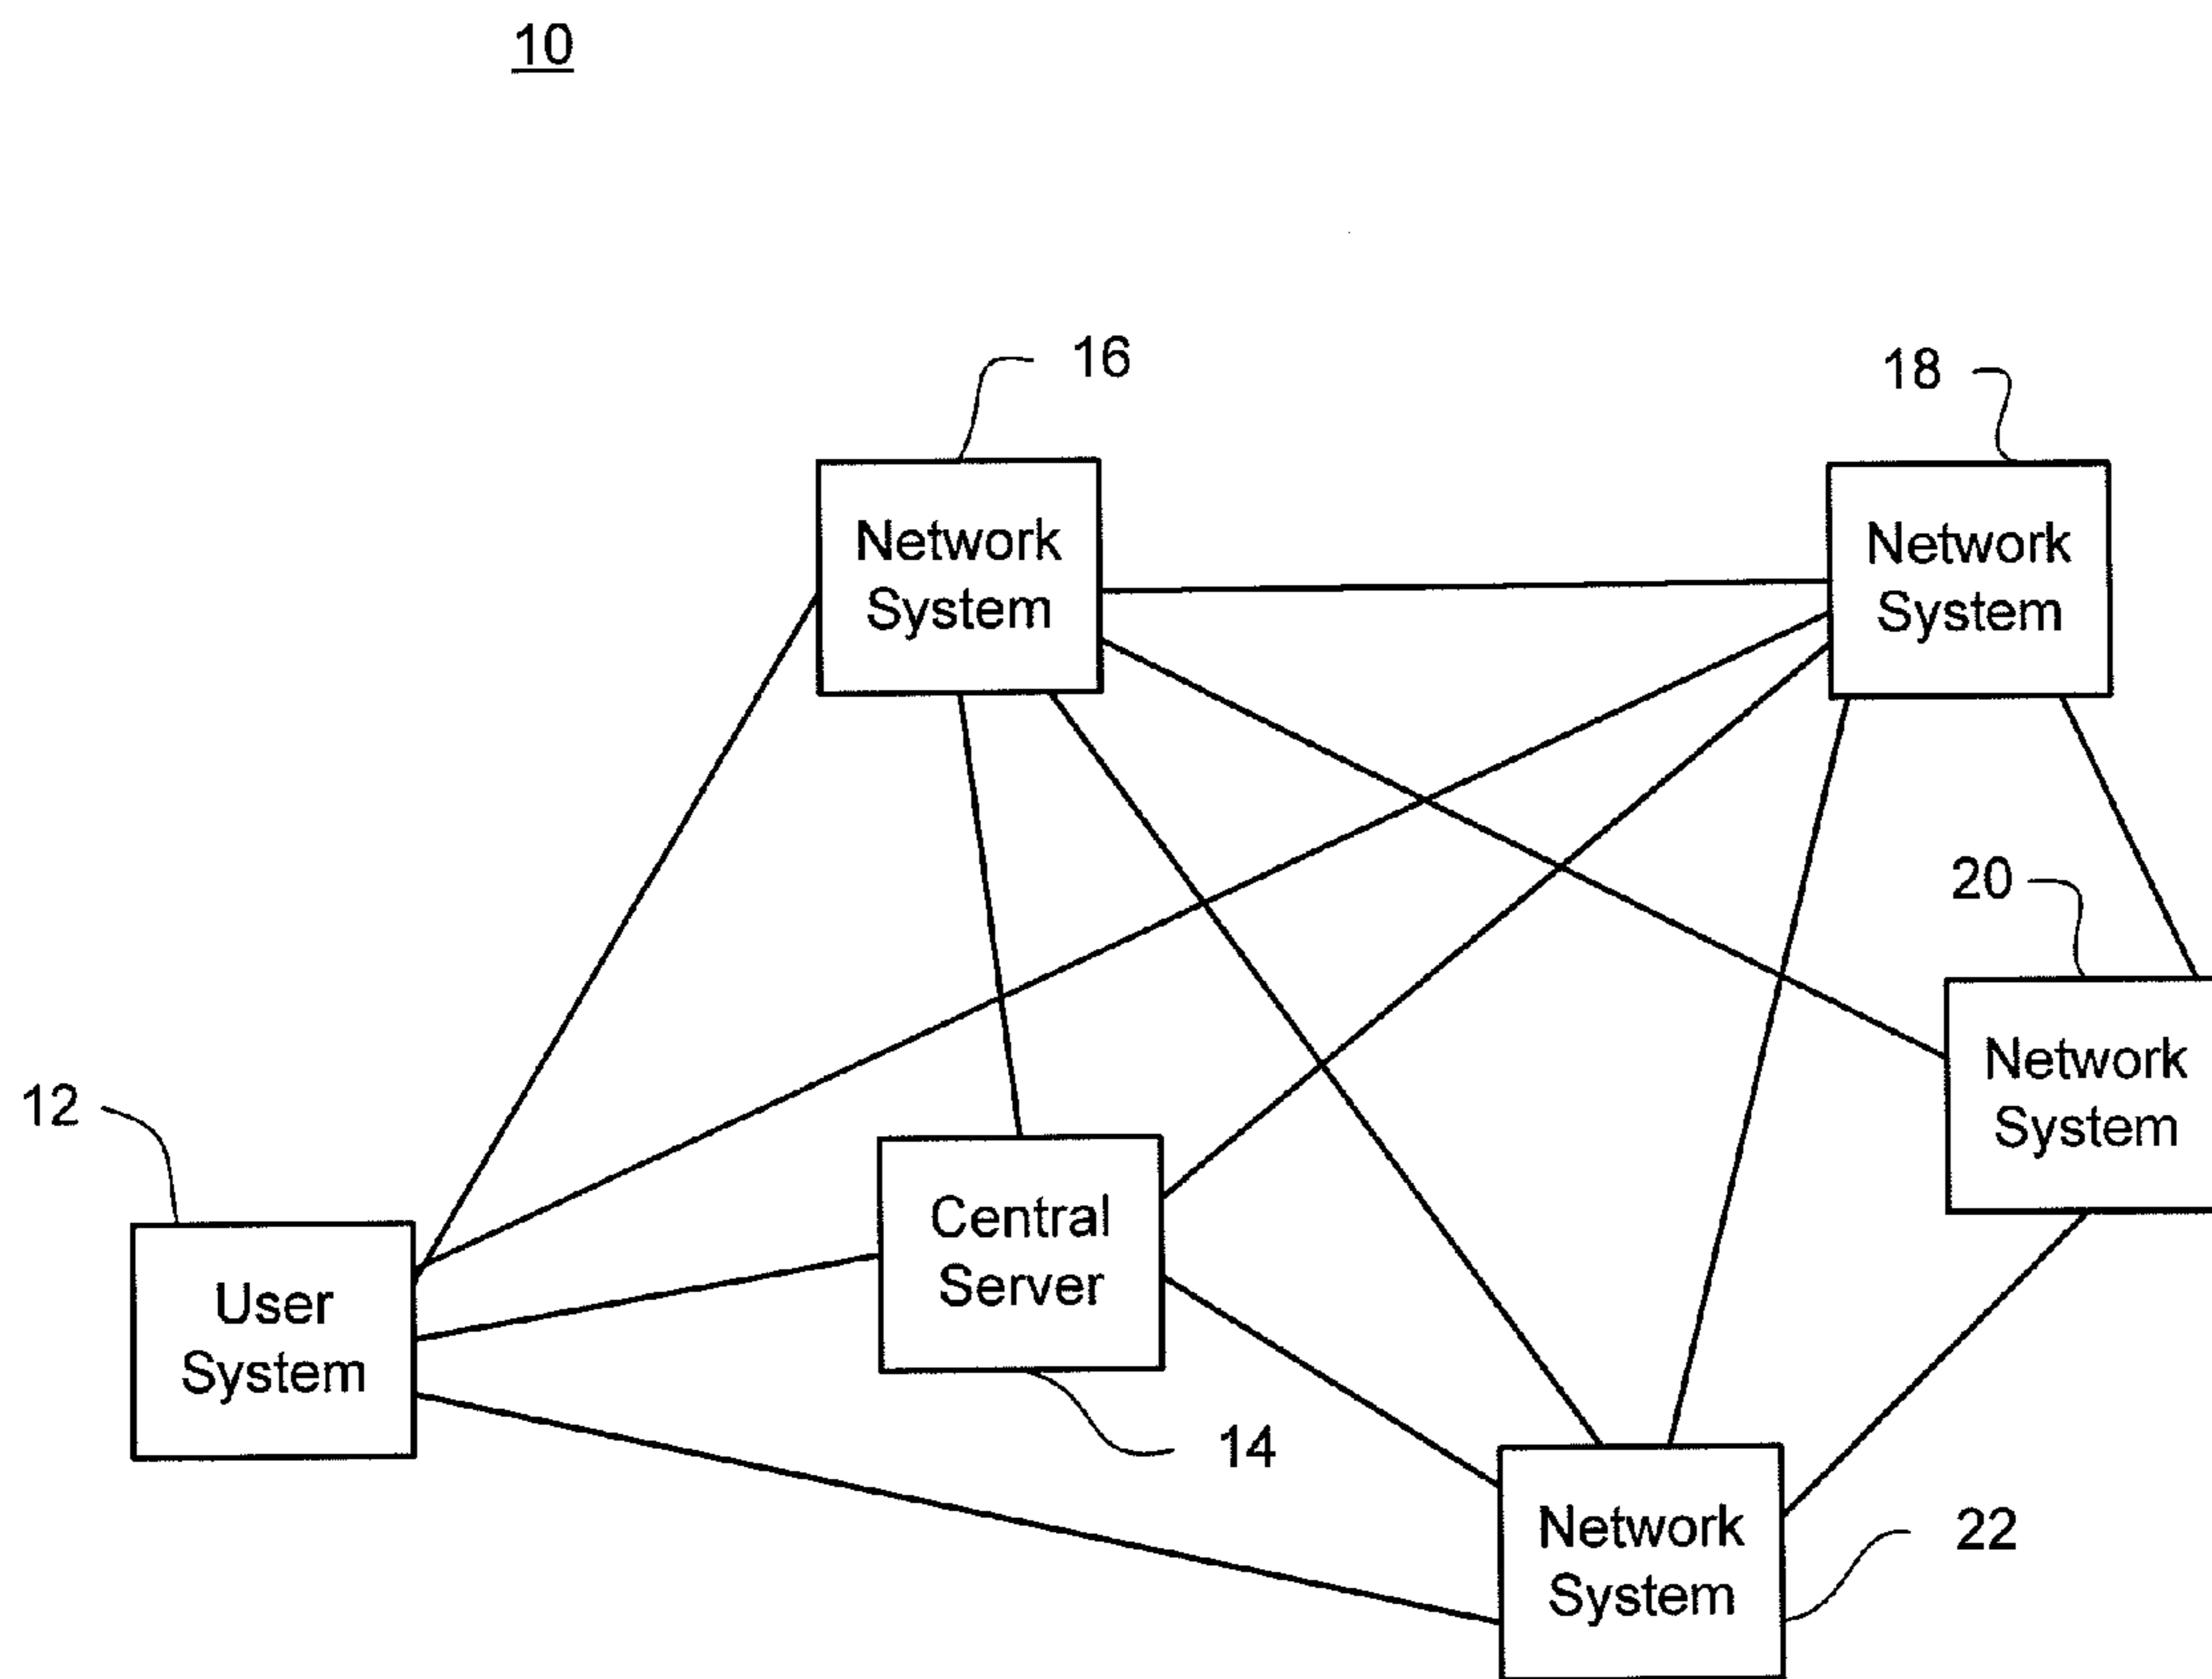 10
16
18
Network
System
Network
System
20
Network
System
12
Central
Server
User
System
14
Network
System
22